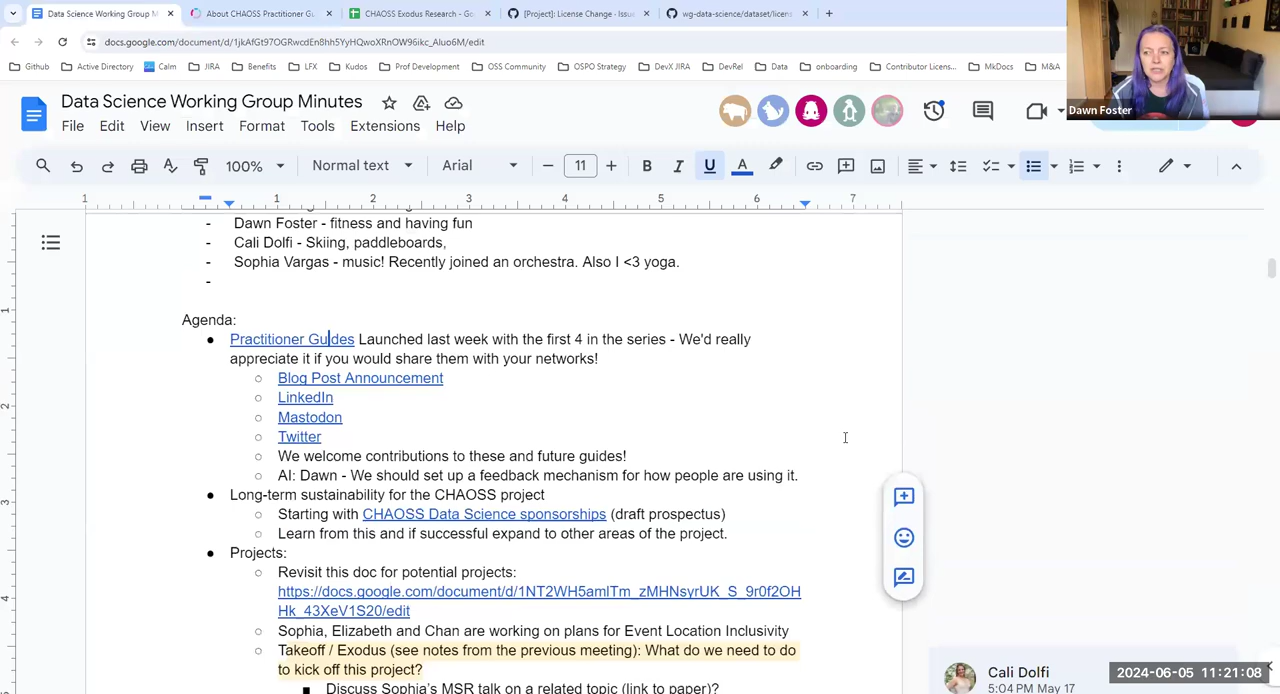 Data Science Working Group M
About CHAOSS Practitioner Gu
CHAOSS Exodus Research - Go
[Project]: License Change · Issu
wg-data-science/dataset/licen
docs.google.com/document/d/1jkAfGt97OGRwcdEn8hh5YyHQwoXRnOW96ikc_Aluo6M/edit
Github
Active Directory
Calm
JIRA
Benefits
LFX
Kudos
Prof Development
OSS Community
OSPO Strategy
DevX JIRA
DevRel
Data
onboarding
Contributor Licens...
MkDocs
M&A
Dawn Foster
Data Science Working Group Minutes
File Edit View Insert Format Tools Extensions Help
100% Normal text Arial 11
1 1 2 3 4 5 6 7
- Dawn Foster - fitness and having fun
- Cali Dolfi - Skiing, paddleboards,
- Sophia Vargas - music! Recently joined an orchestra. Also I <3 yoga.
-
Agenda:
● Practitioner Guides Launched last week with the first 4 in the series - We'd really
appreciate it if you would share them with your networks!
○ Blog Post Announcement
○ LinkedIn
○ Mastodon
○ Twitter
○ We welcome contributions to these and future guides!
○ AI: Dawn - We should set up a feedback mechanism for how people are using it.
● Long-term sustainability for the CHAOSS project
○ Starting with CHAOSS Data Science sponsorships (draft prospectus)
○ Learn from this and if successful expand to other areas of the project.
● Projects:
○ Revisit this doc for potential projects:
https://docs.google.com/document/d/1NT2WH5amlTm_zMHNsyrUK_S_9r0f2OH
Hk_43XeV1S20/edit
○ Sophia, Elizabeth and Chan are working on plans for Event Location Inclusivity
○ Takeoff / Exodus (see notes from the previous meeting): What do we need to do
to kick off this project?
■ Discuss Sophia's MSR talk on a related topic (link to paper)?
Cali Dolfi
5:04 PM May 17
2024-06-05 11:21:08